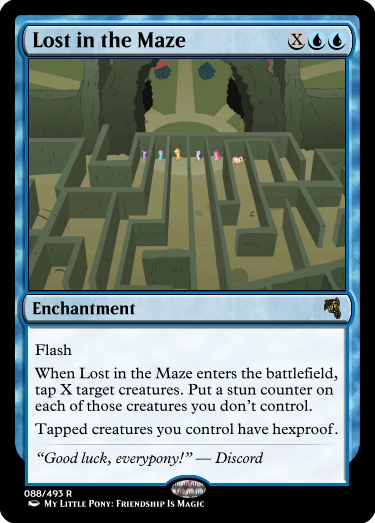 Lost in the Maze X
Enchantment
Flash
When Lost in the Maze enters the battlefield,
tap X target creatures. Put a stun counter on
each of those creatures you don't control.
Tapped creatures you control have hexproof.
"Good luck, everypony!" — Discord
088/493 R
My Little Pony: Friendship Is Magic